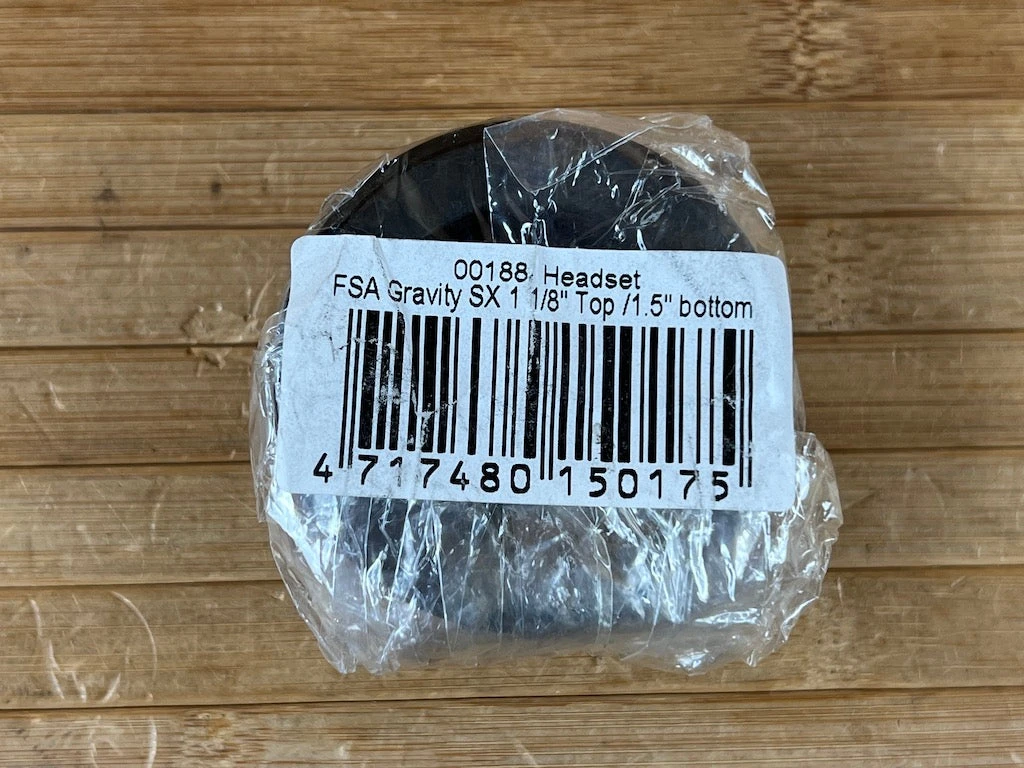 00188 Headset
FSA Gravity SX 1 1/8" Top /1.5" bottom
4 717480 150175